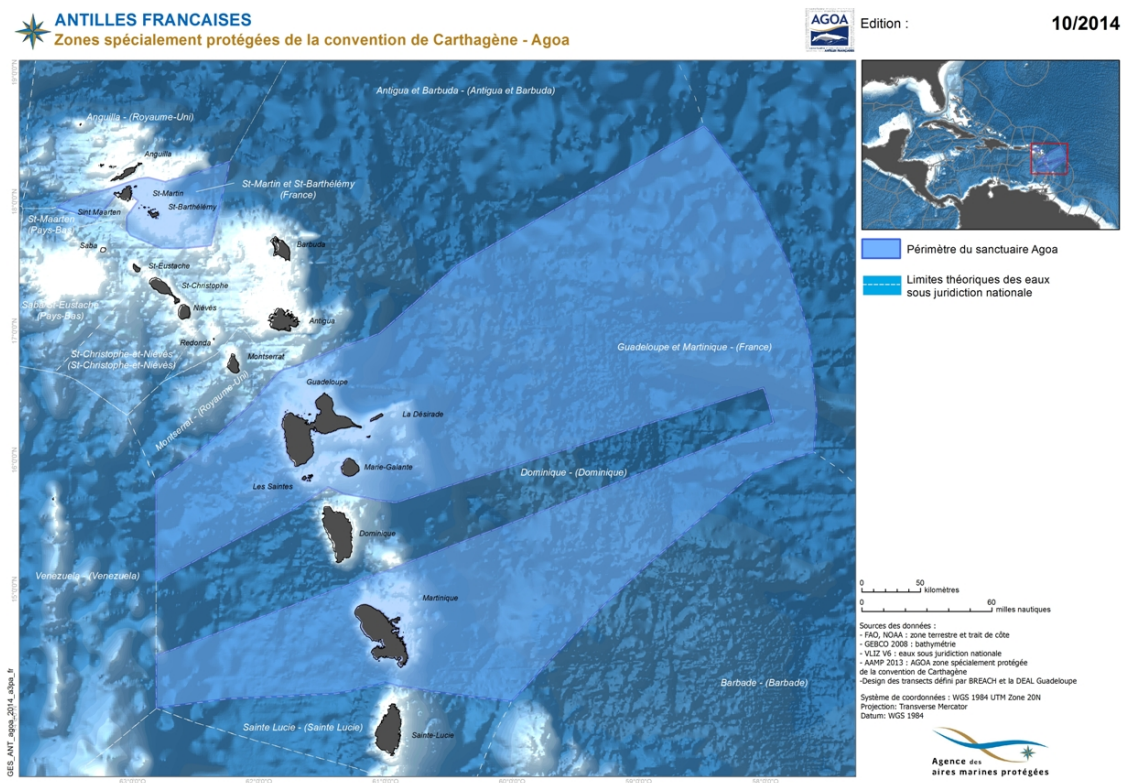 ANTILLES FRANCAISES
Zones spécialement protégées de la convention de Carthagène - Agoa
AGOA
Edition :
10/2014
Antigua et Barbuda - (Antigua et Barbuda)
Anguilla - (Royaume-Uni)
Anguilla
St-Martin et St-Barthélémy
(France)
St-Martin
St-Barthélémy
Sint Maarten
St-Maarten
(Pays-Bas)
Saba
Barbuda
St-Eustache
St-Christophe
Niévès
Saba St-Eustache
(Pays-Bas)
Antigua
Redonda
St-Christophe-et-Niévès
(St-Christophe-et-Niévès)
Montserrat
Montserrat - (Royaume-Uni)
Guadeloupe et Martinique - (France)
Guadeloupe
La Désirade
Marie-Galante
Les Saintes
Dominique - (Dominique)
Dominique
Venezuela - (Venezuela)
Martinique
Barbade - (Barbade)
Sainte Lucie - (Sainte Lucie)
Sainte-Lucie
Périmètre du sanctuaire Agoa
Limites théoriques des eaux
sous juridiction nationale
0 50
kilomètres
0 60
milles nautiques
Sources des données :
- FAO, NOAA : zone terrestre et trait de côte
- GEBCO 2008 : bathymétrie
- VLIZ V6 : eaux sous juridiction nationale
- AAMP 2013 : AGOA zone spécialement protégée
de la convention de Carthagène
-Design des transects défini par BREACH et la DEAL Guadeloupe
Système de coordonnées : WGS 1984 UTM Zone 20N
Projection: Transverse Mercator
Datum: WGS 1984
Agence des
aires marines protégées
GES_ANT_agoa_2014_a3pa_fr